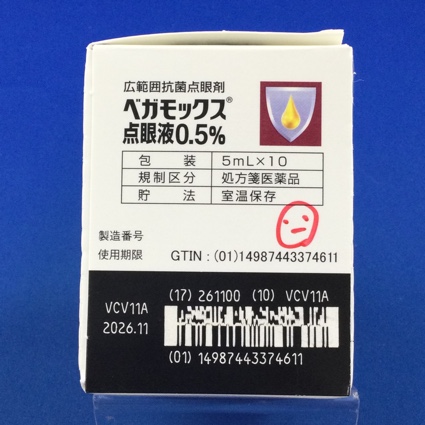 広範囲抗菌点眼剤
ベガモックス®
点眼液0.5%
包 装 5mL×10
規制区分 処方箋医薬品
貯 法 室温保存
製造番号
使用期限 GTIN : (01)14987443374611
(17) 261100 (10) VCV11A
VCV11A
2026.11
(01) 14987443374611